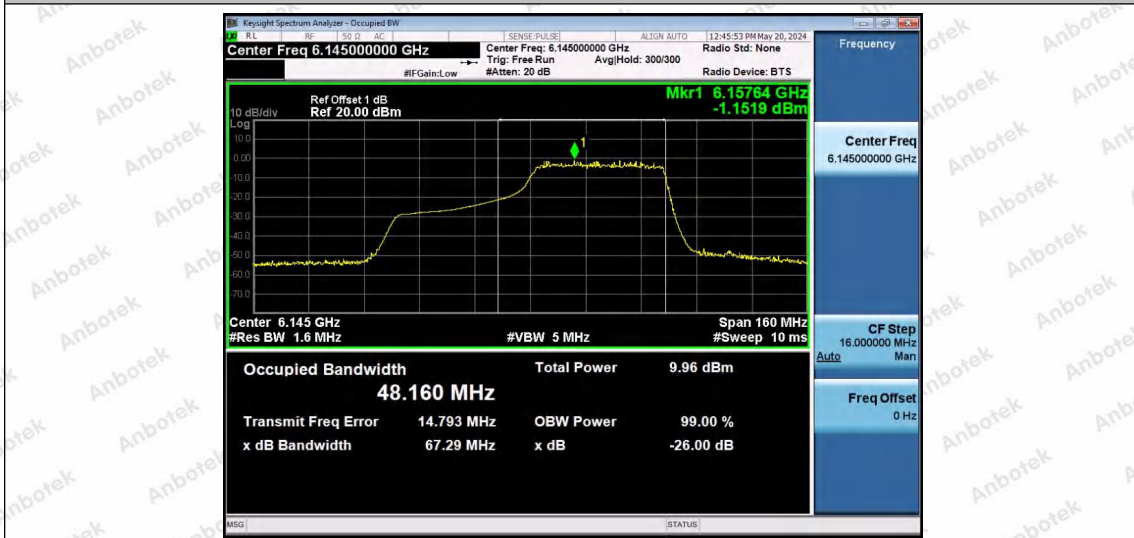 Keysight Spectrum Analyzer - Occupied BW
RL RF 50 Ω AC SENSE:PULSE ALIGN AUTO 12:45:53 PM May 20, 2024
Center Freq 6.145000000 GHz
Center Freq: 6.145000000 GHz Radio Std: None
Trig: Free Run Avg|Hold: 300/300
#IFGain:Low #Atten: 20 dB Radio Device: BTS
Frequency
Mkr1 6.15764 GHz
-1.1519 dBm
Ref Offset 1 dB
10 dB/div Ref 20.00 dBm
Log
10.0
0.00
-10.0
-20.0
-30.0
-40.0
-50.0
-60.0
-70.0
1
Center Freq
6.145000000 GHz
Center 6.145 GHz Span 160 MHz
#Res BW 1.6 MHz #VBW 5 MHz #Sweep 10 ms
CF Step
16.000000 MHz
Auto Man
Occupied Bandwidth Total Power 9.96 dBm
48.160 MHz
Transmit Freq Error 14.793 MHz OBW Power 99.00 %
x dB Bandwidth 67.29 MHz x dB -26.00 dB
Freq Offset
0 Hz
MSG STATUS
Anbotek